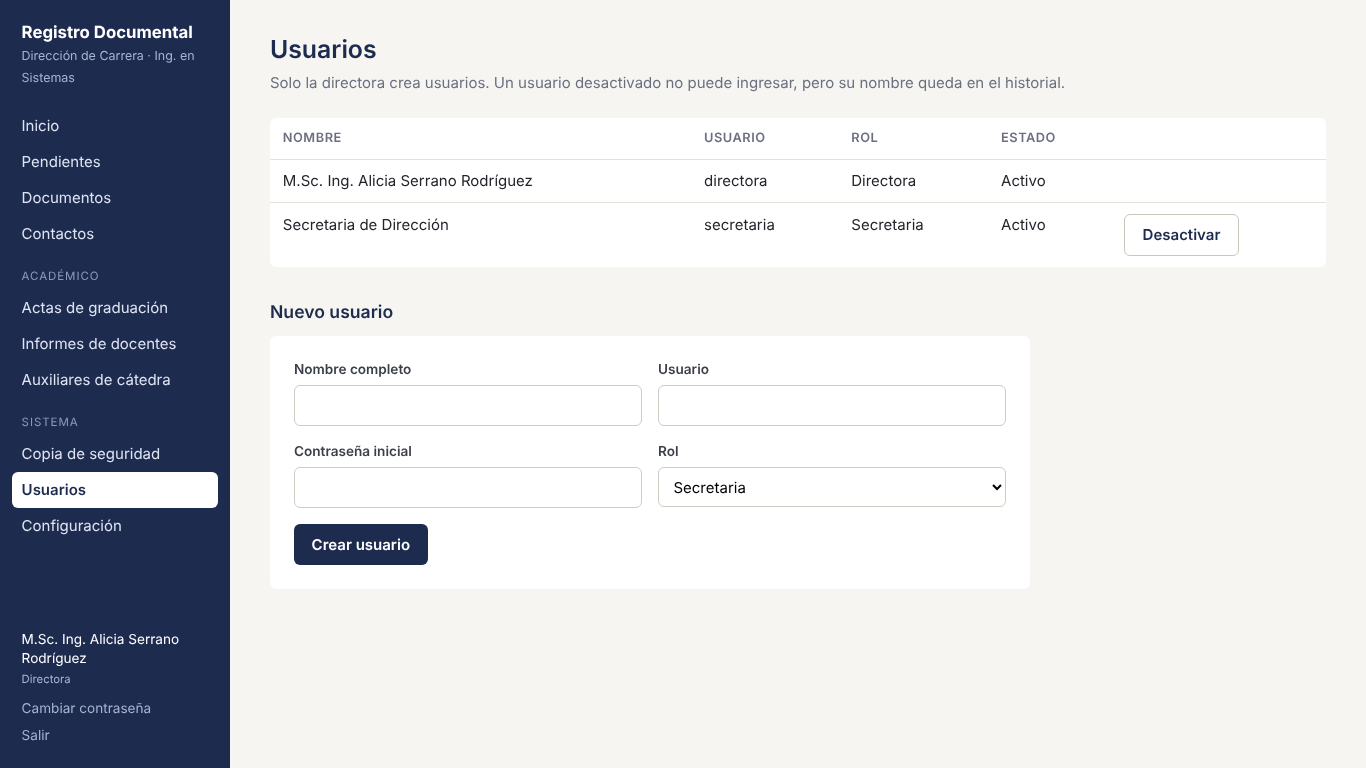 Registro Documental
Dirección de Carrera · Ing. en
Sistemas
Inicio
Pendientes
Documentos
Contactos
ACADÉMICO
Actas de graduación
Informes de docentes
Auxiliares de cátedra
SISTEMA
Copia de seguridad
Usuarios
Configuración
M.Sc. Ing. Alicia Serrano
Rodríguez
Directora
Cambiar contraseña
Salir
Usuarios
Solo la directora crea usuarios. Un usuario desactivado no puede ingresar, pero su nombre queda en el historial.
NOMBRE USUARIO ROL ESTADO
M.Sc. Ing. Alicia Serrano Rodríguez directora Directora Activo
Secretaria de Dirección secretaria Secretaria Activo Desactivar
Nuevo usuario
Nombre completo Usuario
Contraseña inicial Rol
Secretaria
Crear usuario